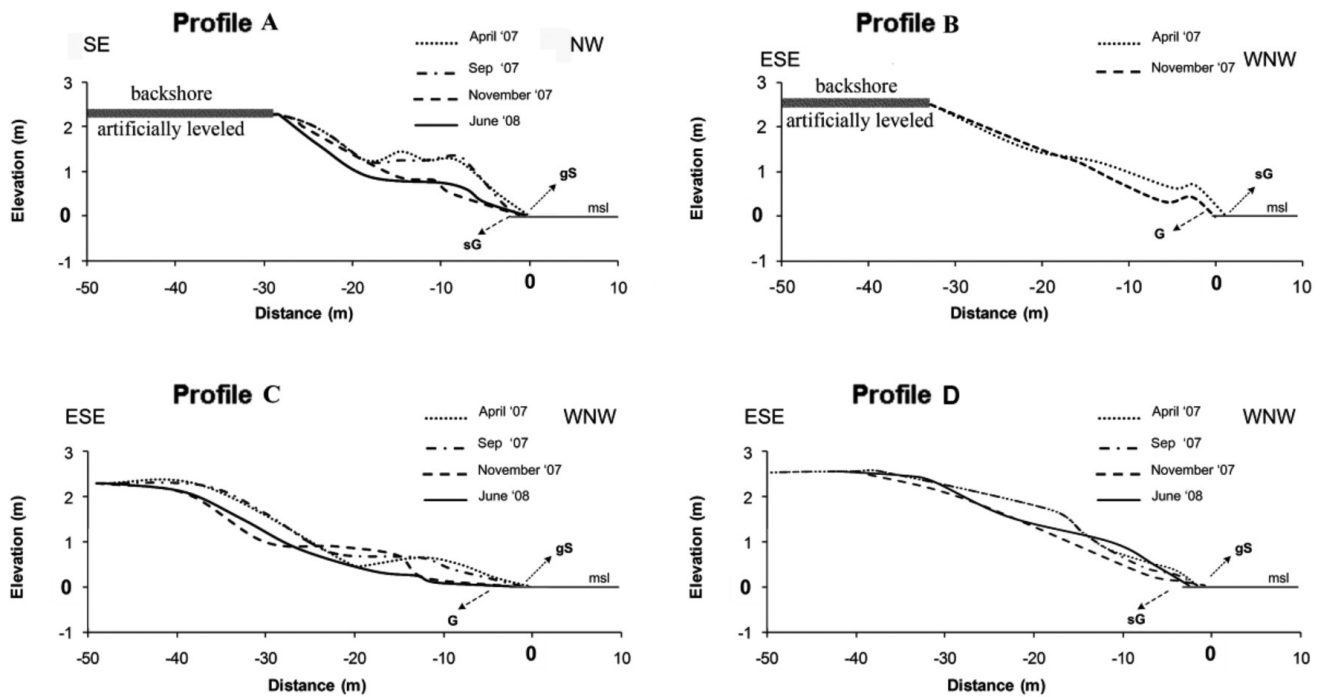 Profile A
SE
NW
April '07
Sep '07
November '07
June '08
backshore
artificially leveled
Elevation (m)
3
2
1
0
-1
gS
msl
sG
-50 -40 -30 -20 -10 0 10
Distance (m)
Profile B
ESE
WNW
April '07
November '07
backshore
artificially leveled
Elevation (m)
3
2
1
0
-1
sG
msl
G
-50 -40 -30 -20 -10 0 10
Distance (m)
Profile C
ESE
WNW
April '07
Sep '07
November '07
June '08
Elevation (m)
3
2
1
0
-1
gS
msl
G
-50 -40 -30 -20 -10 0 10
Distance (m)
Profile D
ESE
WNW
April '07
Sep '07
November '07
June '08
Elevation (m)
3
2
1
0
-1
gS
msl
sG
-50 -40 -30 -20 -10 0 10
Distance (m)